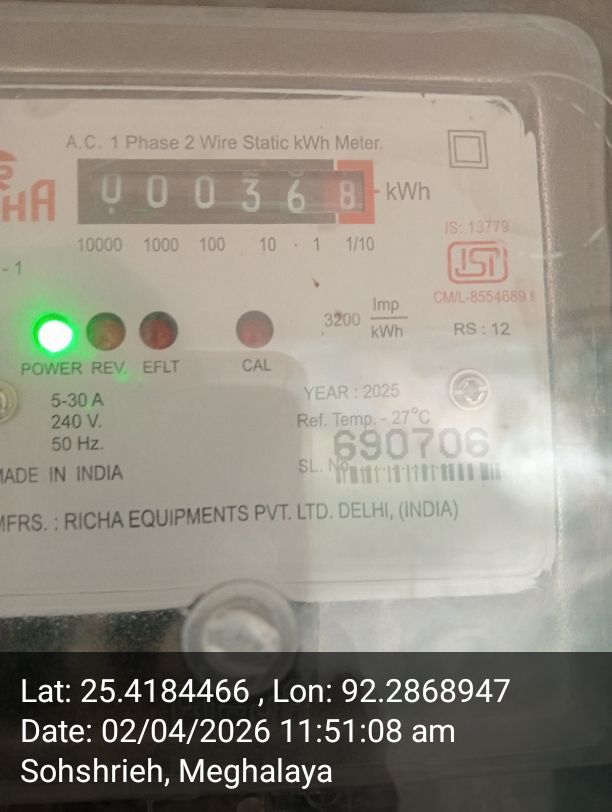 A.C. 1 Phase 2 Wire Static kWh Meter.
HA
0 0 0 3 6 8 kWh
10000 1000 100 10 . 1 1/10
- 1
IS: 13779
ISI
CM/L-8554689
3200 Imp/kWh
RS : 12
POWER REV. EFLT CAL
5-30 A
240 V.
50 Hz.
YEAR : 2025
Ref. Temp. - 27°C
690706
SL. No.
MADE IN INDIA
MFRS. : RICHA EQUIPMENTS PVT. LTD. DELHI, (INDIA)
Lat: 25.4184466 , Lon: 92.2868947
Date: 02/04/2026 11:51:08 am
Sohshrieh, Meghalaya